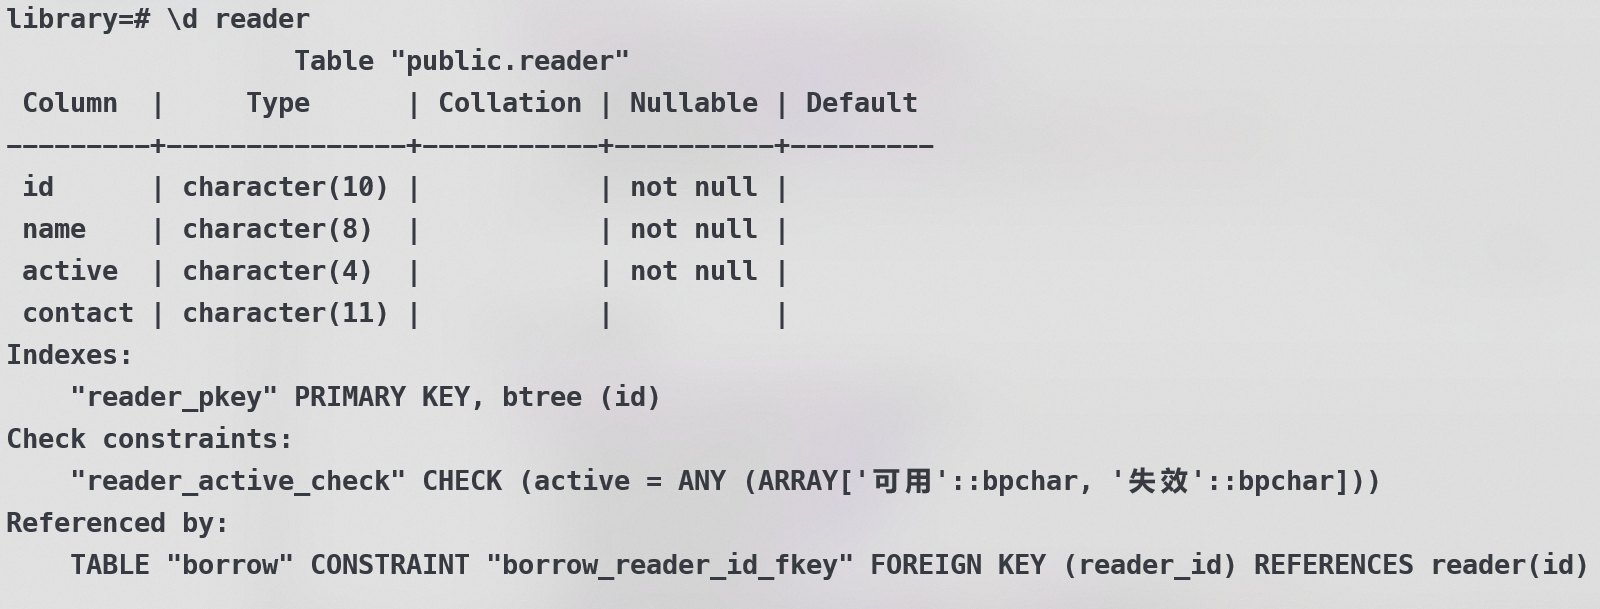 library=# \d reader
                  Table "public.reader"
 Column  |     Type      | Collation | Nullable | Default
---------+---------------+-----------+----------+---------
 id      | character(10) |           | not null |
 name    | character(8)  |           | not null |
 active  | character(4)  |           | not null |
 contact | character(11) |           |          |
Indexes:
    "reader_pkey" PRIMARY KEY, btree (id)
Check constraints:
    "reader_active_check" CHECK (active = ANY (ARRAY['可用'::bpchar, '失效'::bpchar]))
Referenced by:
    TABLE "borrow" CONSTRAINT "borrow_reader_id_fkey" FOREIGN KEY (reader_id) REFERENCES reader(id)